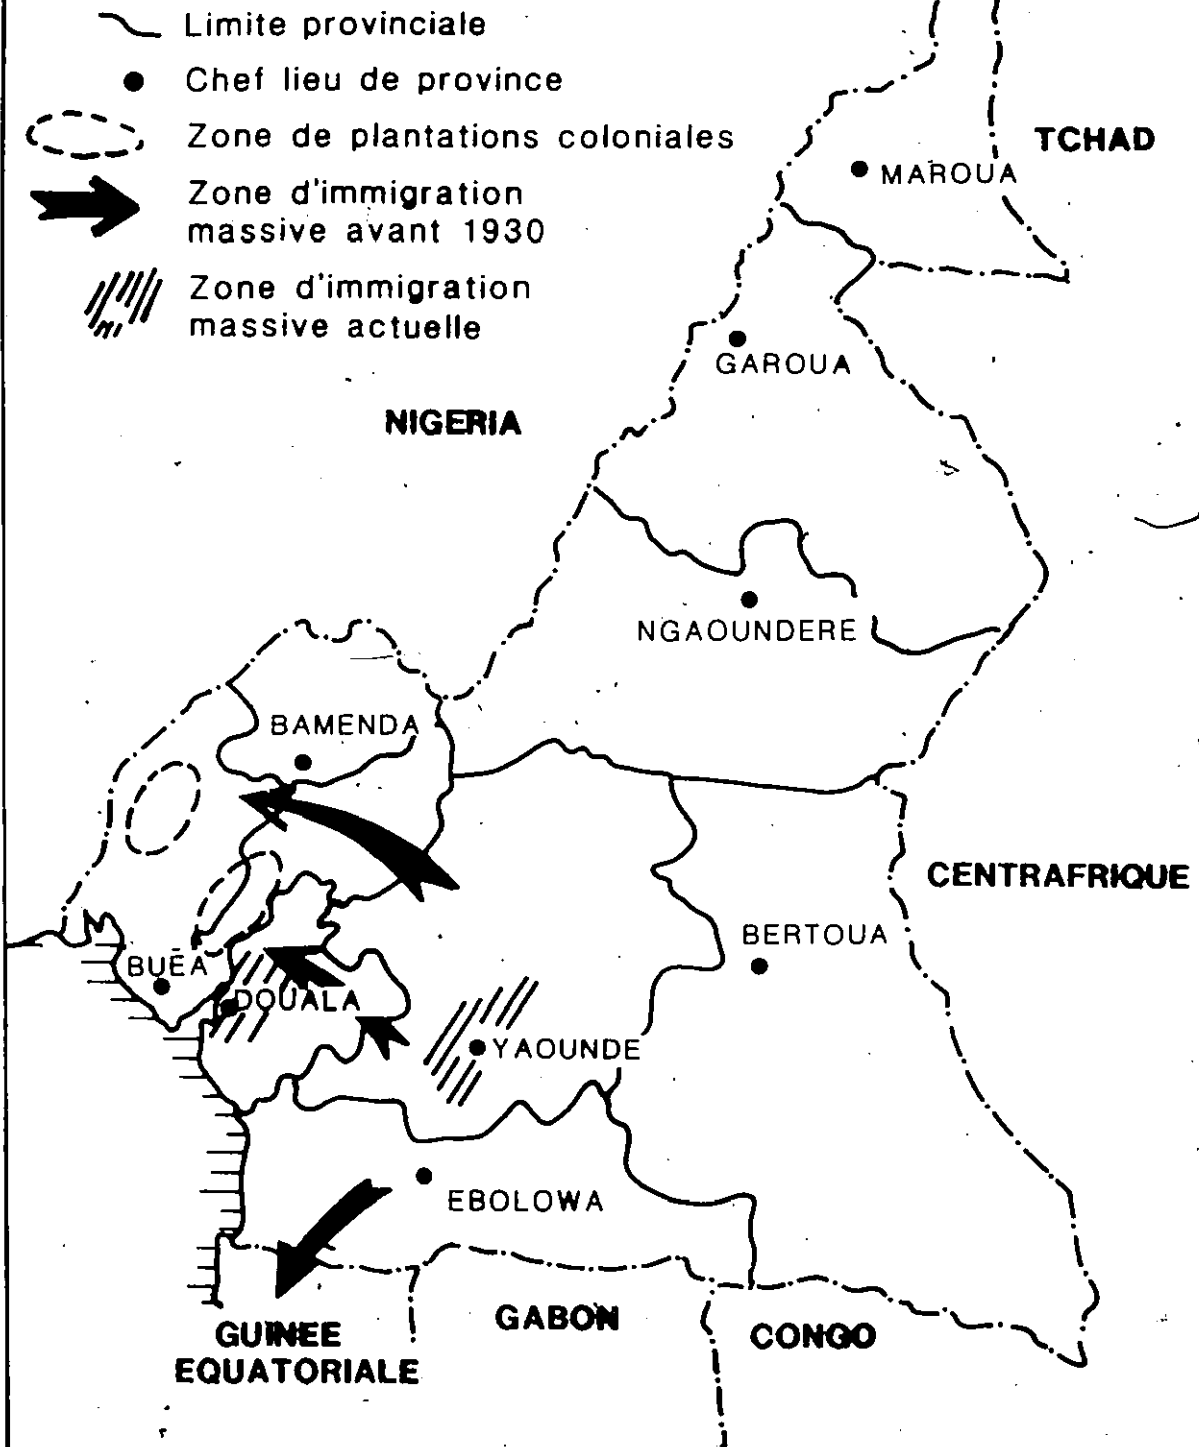 Limite provinciale
Chef lieu de province
Zone de plantations coloniales
Zone d'immigration
massive avant 1930
Zone d'immigration
massive actuelle
TCHAD
MAROUA
GAROUA
NIGERIA
NGAOUNDERE
BAMENDA
CENTRAFRIQUE
BERTOUA
BUEA
DOUALA
YAOUNDE
EBOLOWA
GABON
CONGO
GUINEE
EQUATORIALE